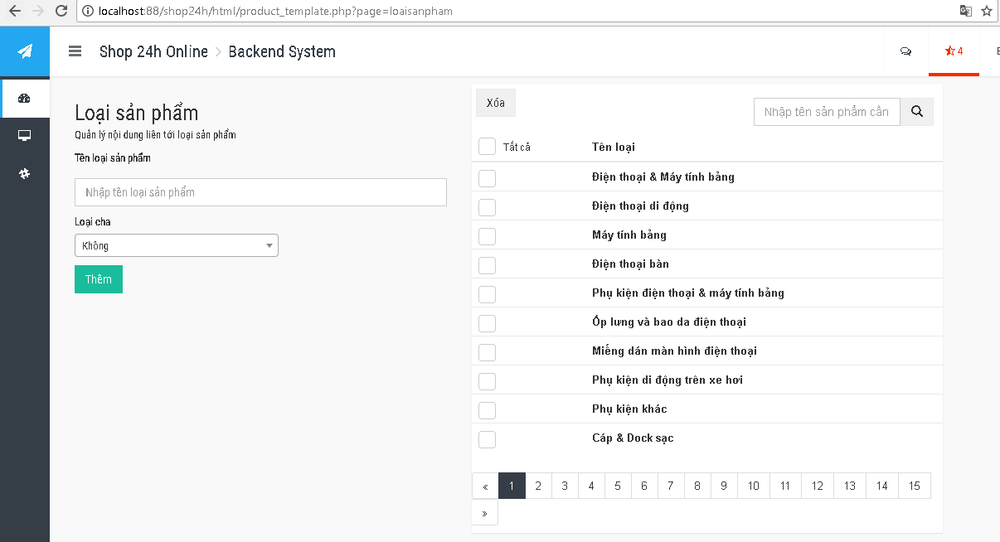 localhost:88/shop24h/html/product_template.php?page=loaisanpham
Shop 24h Online > Backend System
4
Loại sản phẩm
Quản lý nội dung liên tới loại sản phẩm
Tên loại sản phẩm
Nhập tên loại sản phẩm
Loại cha
Không
Thêm
Xóa
Nhập tên sản phẩm cần
Tất cả Tên loại
Điện thoại & Máy tính bảng
Điện thoại di động
Máy tính bảng
Điện thoại bàn
Phụ kiện điện thoại & máy tính bảng
Ốp lưng và bao da điện thoại
Miếng dán màn hình điện thoại
Phụ kiện di động trên xe hơi
Phụ kiện khác
Cáp & Dock sạc
« 1 2 3 4 5 6 7 8 9 10 11 12 13 14 15
»